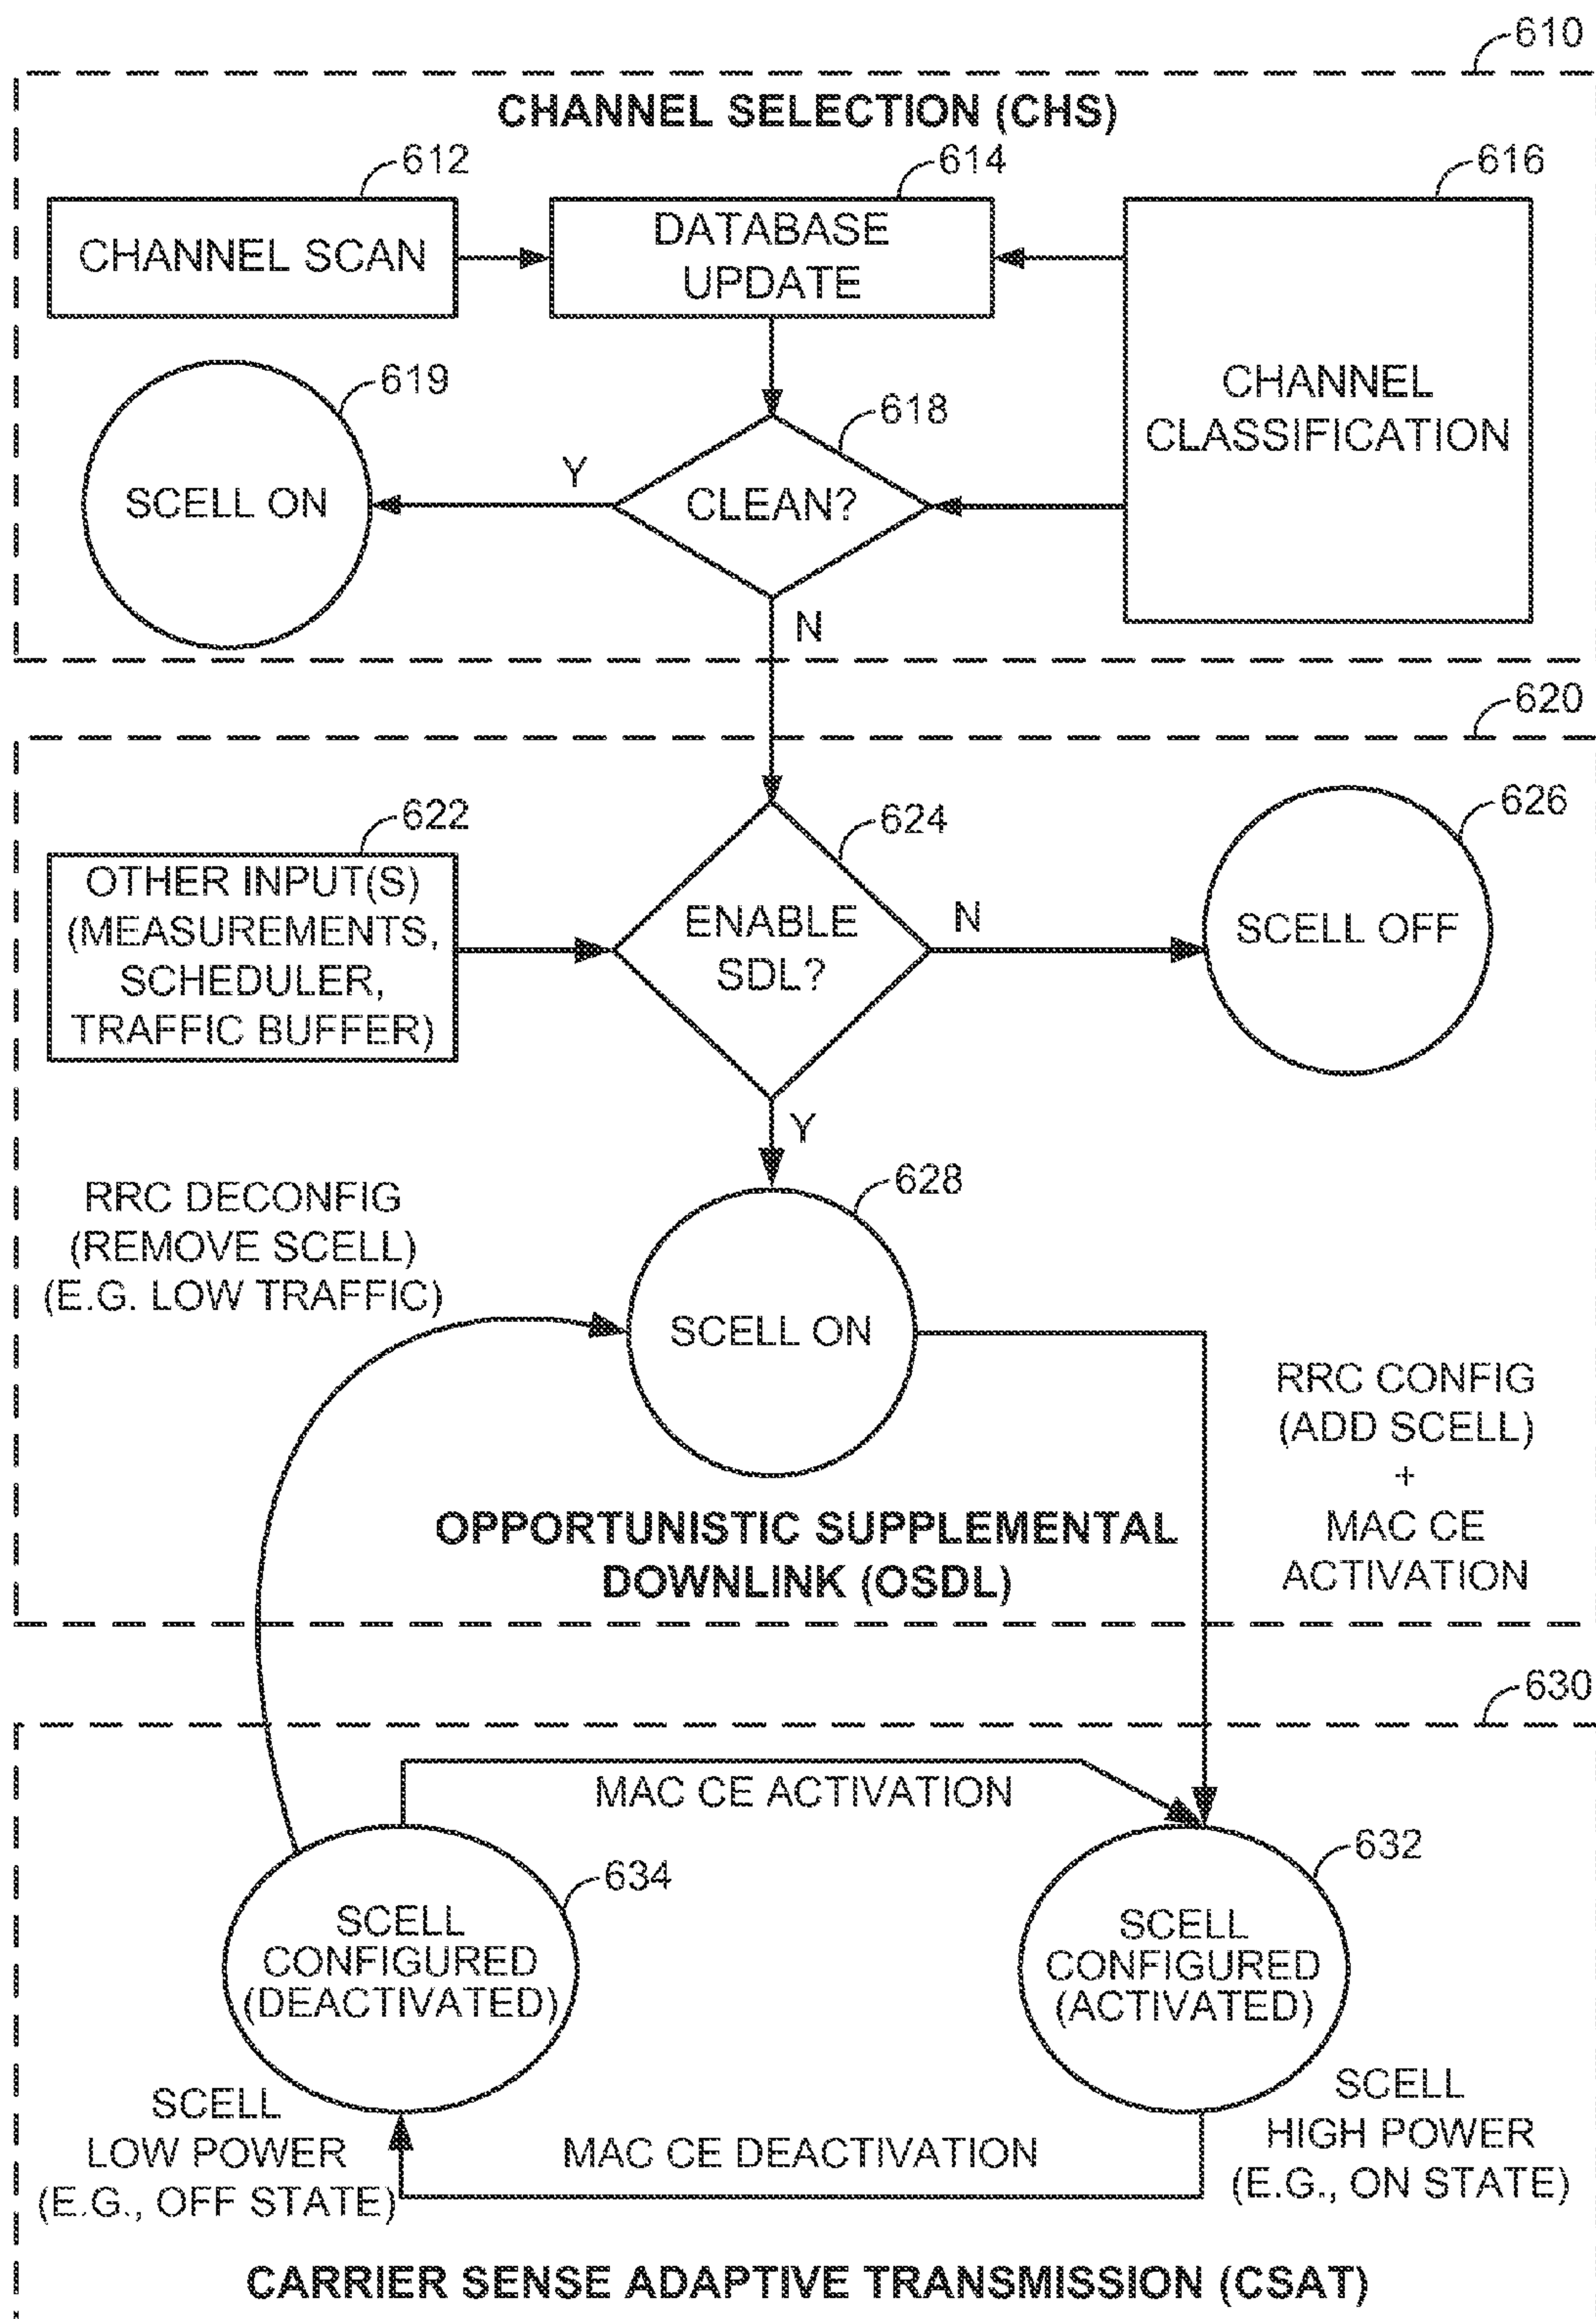 610
CHANNEL SELECTION (CHS)
612
614
616
CHANNEL SCAN
DATABASE
UPDATE
CHANNEL
CLASSIFICATION
619
618
SCELL ON
Y
CLEAN?
N
620
622
624
626
OTHER INPUT(S)
(MEASUREMENTS,
SCHEDULER,
TRAFFIC BUFFER)
ENABLE
SDL?
N
SCELL OFF
Y
628
RRC DECONFIG
(REMOVE SCELL)
(E.G. LOW TRAFFIC)
SCELL ON
RRC CONFIG
(ADD SCELL)
+
MAC CE
ACTIVATION
OPPORTUNISTIC SUPPLEMENTAL
DOWNLINK (OSDL)
630
MAC CE ACTIVATION
634
632
SCELL
CONFIGURED
(DEACTIVATED)
SCELL
CONFIGURED
(ACTIVATED)
SCELL
LOW POWER
(E.G., OFF STATE)
MAC CE DEACTIVATION
SCELL
HIGH POWER
(E.G., ON STATE)
CARRIER SENSE ADAPTIVE TRANSMISSION (CSAT)